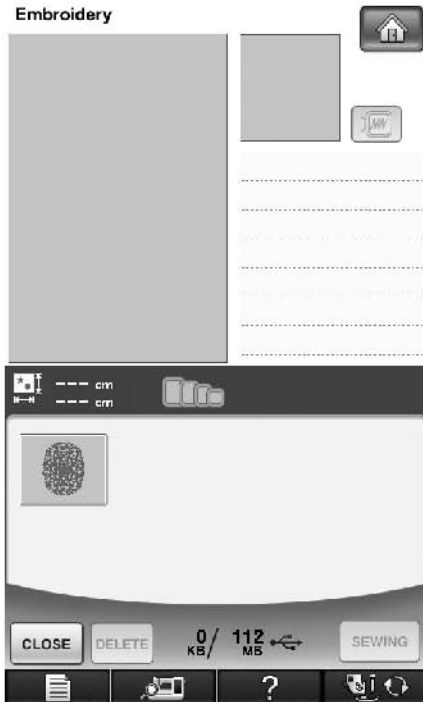 Embroidery
--- cm
--- cm
CLOSE
DELETE
0 KB/ 112 MB
SEWING
?